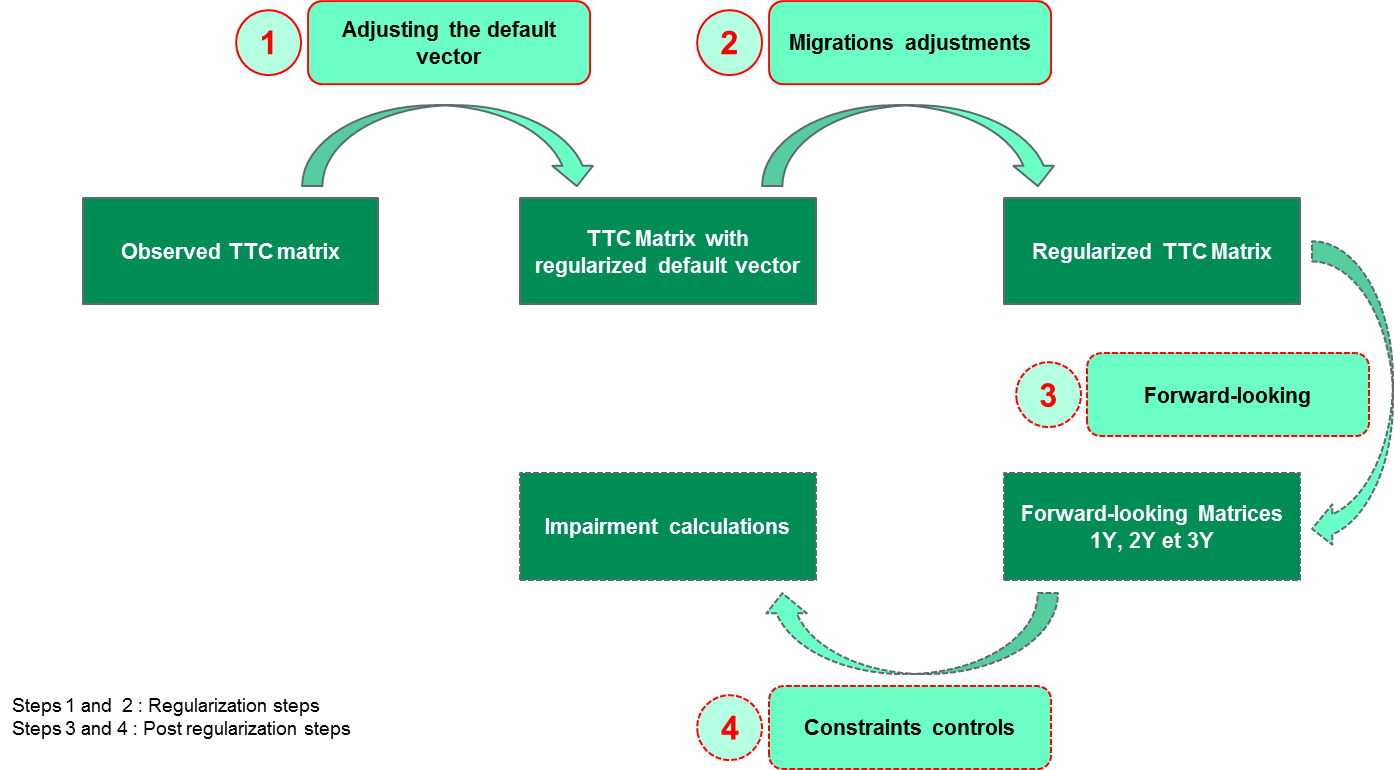 1
Adjusting the default
vector
2
Migrations adjustments
Observed TTC matrix
TTC Matrix with
regularized default vector
Regularized TTC Matrix
3
Forward-looking
Impairment calculations
Forward-looking Matrices
1Y, 2Y et 3Y
4
Constraints controls
Steps 1 and 2 : Regularization steps
Steps 3 and 4 : Post regularization steps